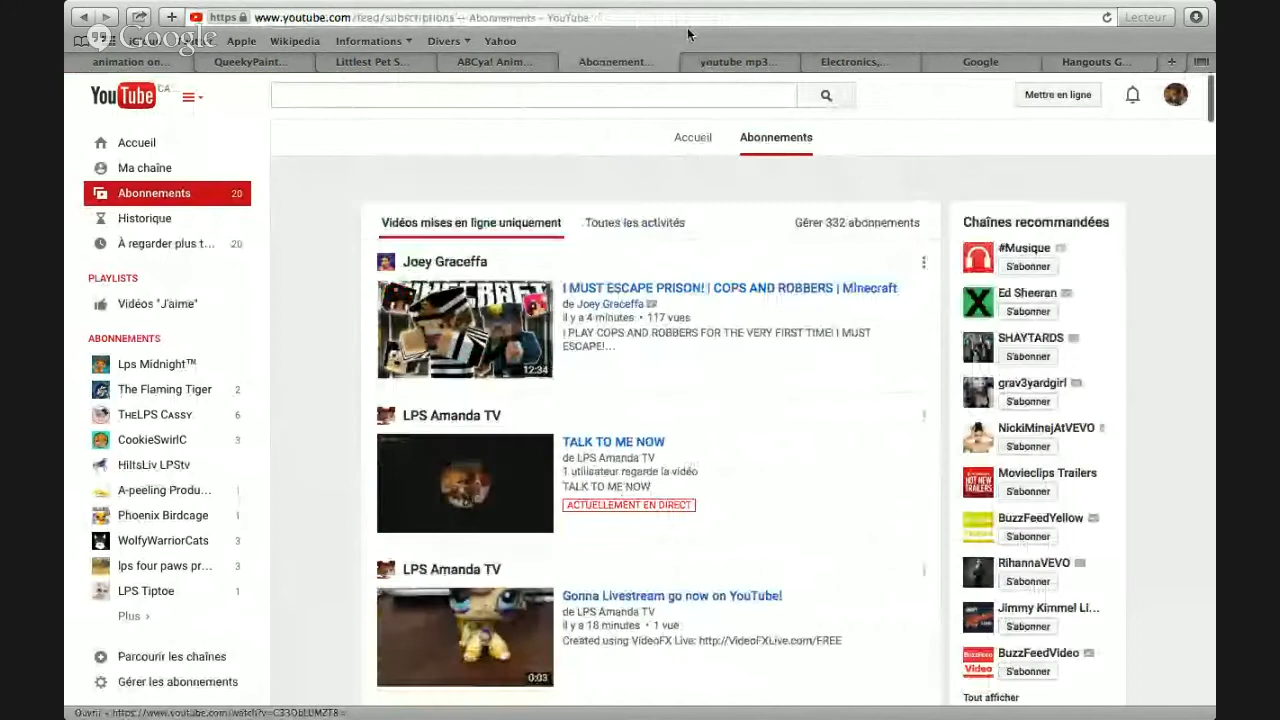 https www.youtube.com/feed/subscriptions — Abonnements - YouTube Lecteur
Google
Apple Wikipedia Informations Divers Yahoo
animation on... QueekyPaint... Littlest Pet S... ABCya! Anim... Abonnement... youtube mp3... Electronics,... Google Hangouts G...
YouTube CA
Mettre en ligne
Accueil Abonnements
Accueil
Ma chaîne
Abonnements 20
Historique
À regarder plus t... 20
PLAYLISTS
Vidéos "J'aime"
ABONNEMENTS
Lps Midnight™
The Flaming Tiger 2
TheLPS Cassy 6
CookieSwirlC 3
HiltsLiv LPStv
A-peeling Produ... 1
Phoenix Birdcage 1
WolfyWarriorCats 3
lps four paws pr... 3
LPS Tiptoe 1
Plus ›
Parcourir les chaînes
Gérer les abonnements
Vidéos mises en ligne uniquement Toutes les activités Gérer 332 abonnements
Joey Graceffa
MINECRAFT
12:34
I MUST ESCAPE PRISON! | COPS AND ROBBERS | Minecraft
de Joey Graceffa
il y a 4 minutes • 117 vues
I PLAY COPS AND ROBBERS FOR THE VERY FIRST TIME! I MUST
ESCAPE!...
LPS Amanda TV
TALK TO ME NOW
de LPS Amanda TV
1 utilisateur regarde la vidéo
TALK TO ME NOW
ACTUELLEMENT EN DIRECT
LPS Amanda TV
0:03
Gonna Livestream go now on YouTube!
de LPS Amanda TV
il y a 18 minutes • 1 vue
Created using VideoFX Live: http://VideoFXLive.com/FREE
Chaînes recommandées
#Musique
S'abonner
Ed Sheeran
S'abonner
SHAYTARDS
S'abonner
grav3yardgirl
S'abonner
NickiMinajAtVEVO
S'abonner
HOT NEW TRAILERS
Movieclips Trailers
S'abonner
BuzzFeedYellow
S'abonner
RihannaVEVO
S'abonner
Jimmy Kimmel Li...
S'abonner
BuzzFeed Video
BuzzFeedVideo
S'abonner
Tout afficher